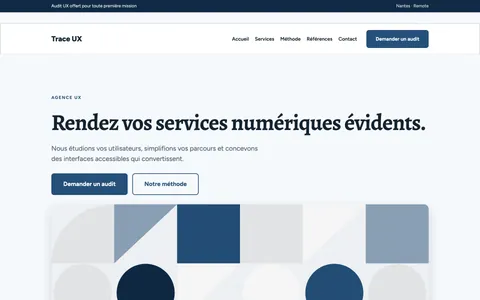 Audit UX offert pour toute première mission
Nantes · Remote
Trace UX
Accueil
Services
Méthode
Références
Contact
Demander un audit
AGENCE UX
Rendez vos services numériques évidents.
Nous étudions vos utilisateurs, simplifions vos parcours et concevons
des interfaces accessibles qui convertissent.
Demander un audit
Notre méthode